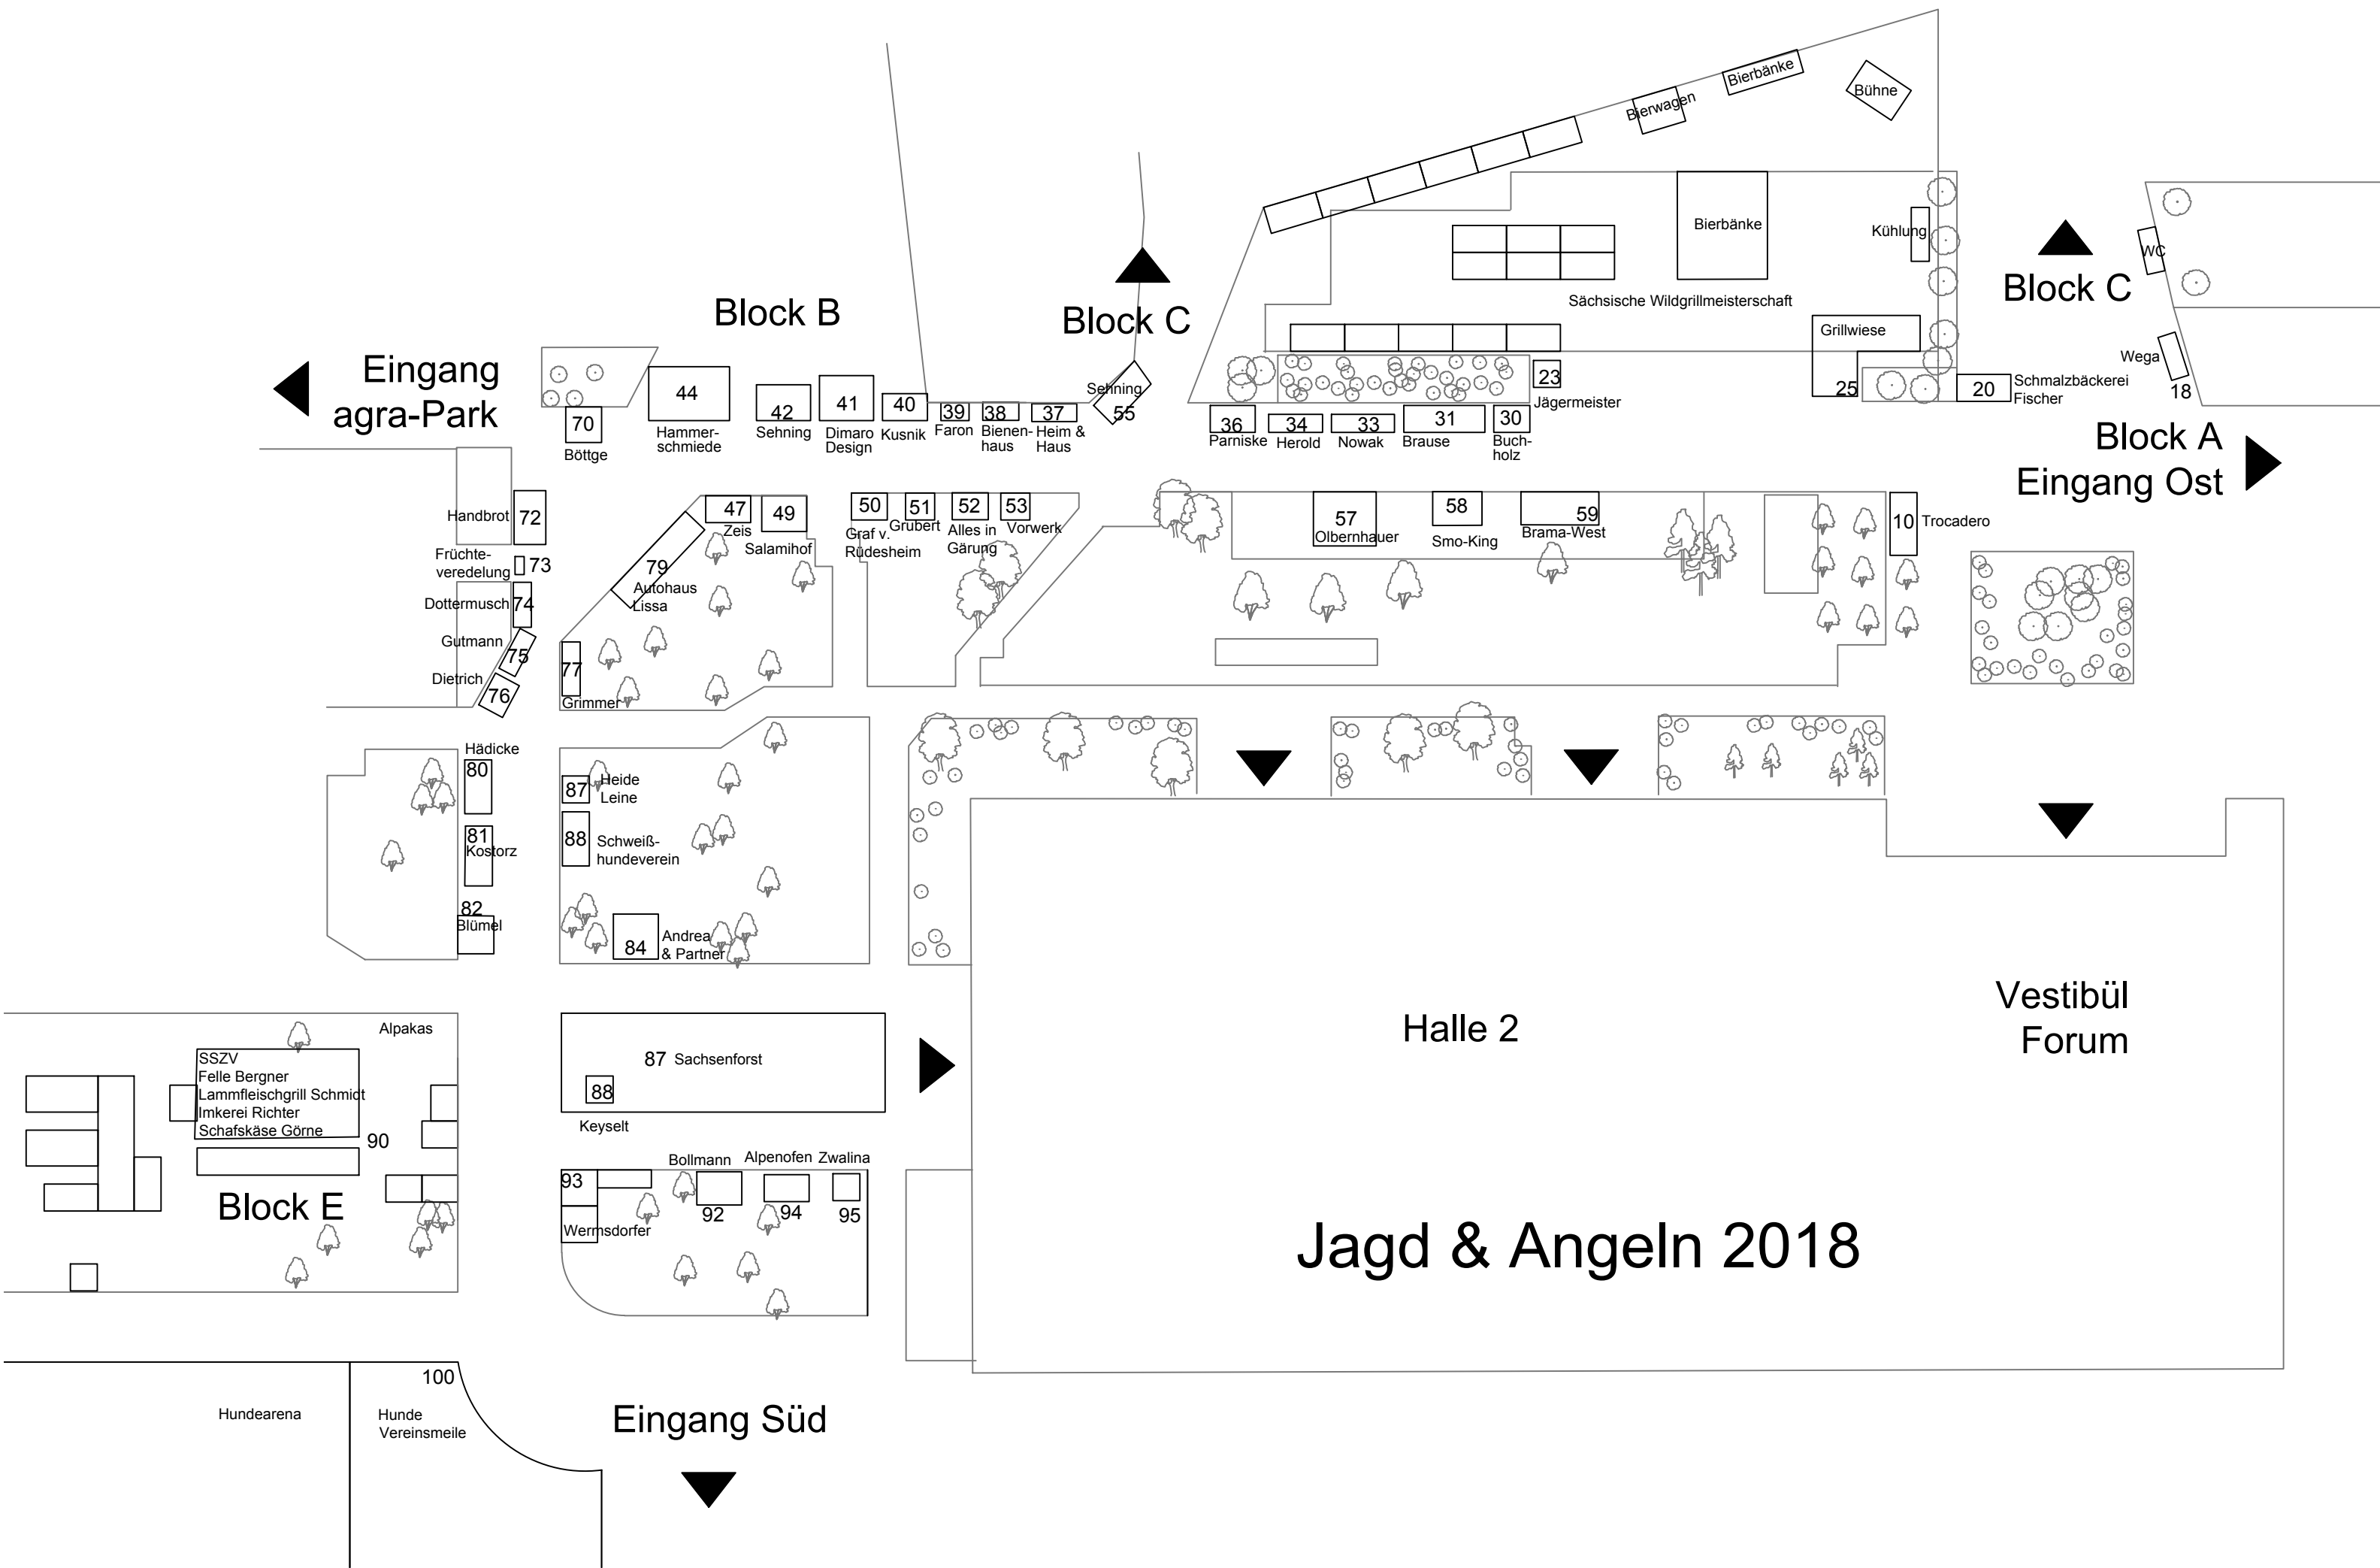 Bierbänke
Bühne
Bierwagen
Bierbänke
Kühlung
WC
Block C
Sächsische Wildgrillmeisterschaft
Block B
Block C
Grillwiese
Wega
18
Eingang
agra-Park
44
Hammer-
schmiede
70
Böttge
42
Sehning
41
Dimaro
Design
40
Kusnik
39
Faron
38
Bienen-
haus
37
Heim &
Haus
Sehning
55
36
Parniske
34
Herold
33
Nowak
31
Brause
30
Buch-
holz
23
Jägermeister
25
20
Schmalzbäckerei
Fischer
Block A
Eingang Ost
Handbrot
72
Früchte-
veredelung
73
Dottermusch
74
Gutmann
75
Dietrich
76
47
Zeis
49
Salamihof
79
Autohaus
Lissa
77
Grimmer
50
Graf v.
Rüdesheim
51
Grubert
52
Alles in
Gärung
53
Vorwerk
57
Olbernhauer
58
Smo-King
59
Brama-West
10
Trocadero
Hädicke
80
81
Kostorz
82
Blümel
87
Heide
Leine
88
Schweiß-
hundeverein
84
Andrea
& Partner
Halle 2
Vestibül
Forum
Alpakas
SSZV
Felle Bergner
Lammfleischgrill Schmidt
Imkerei Richter
Schafskäse Görne
90
Block E
87 Sachsenforst
88
Keyselt
93
Wermsdorfer
Bollmann
92
Alpenofen
94
Zwalina
95
Jagd & Angeln 2018
100
Hundearena
Hunde
Vereinsmeile
Eingang Süd